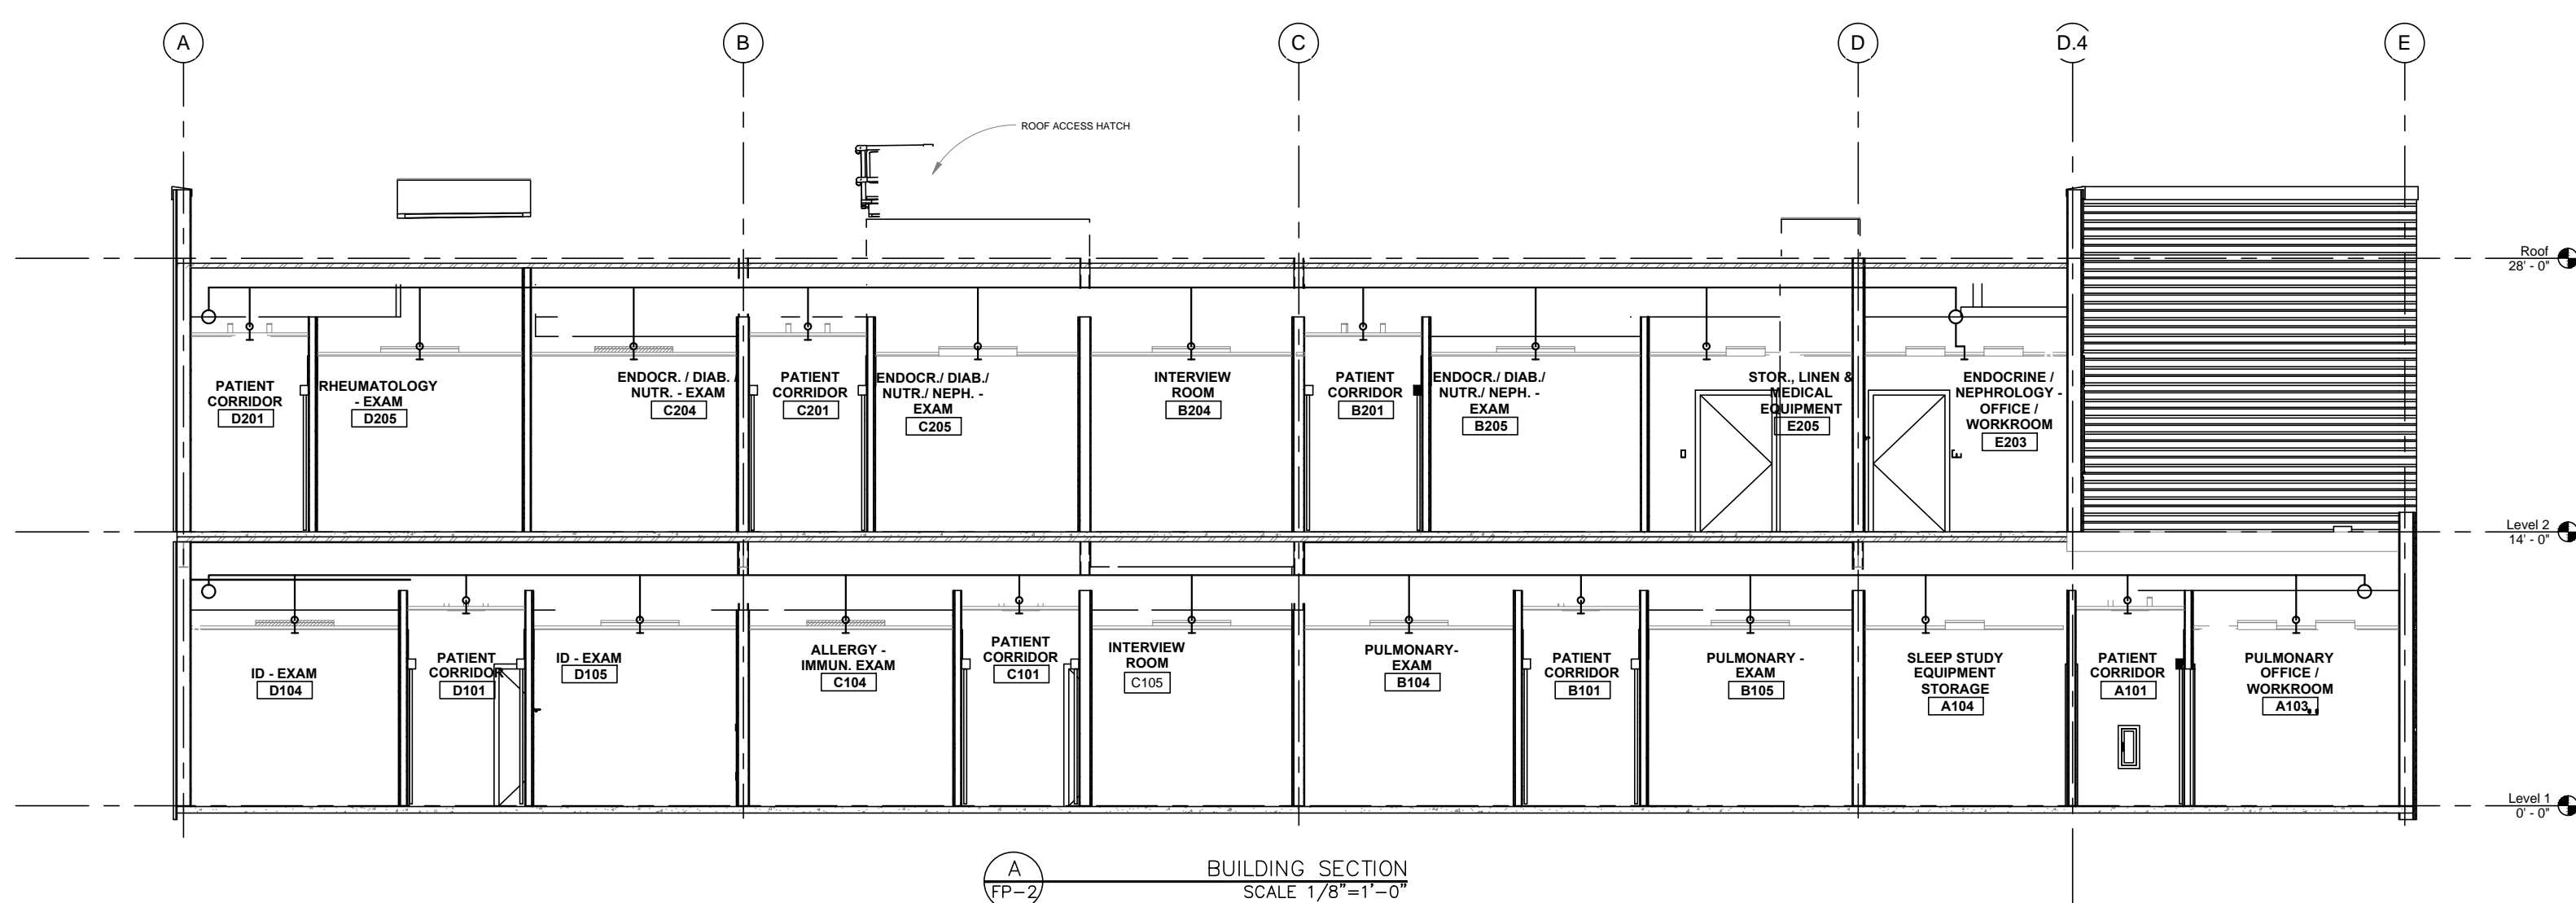 A
B
C
D
D.4
E
ROOF ACCESS HATCH
Roof
28' - 0"
PATIENT
CORRIDOR
D201
RHEUMATOLOGY
- EXAM
D205
ENDOCR. / DIAB. /
NUTR. - EXAM
C204
PATIENT
CORRIDOR
C201
ENDOCR./ DIAB./
NUTR./ NEPH. -
EXAM
C205
INTERVIEW
ROOM
B204
PATIENT
CORRIDOR
B201
ENDOCR./ DIAB./
NUTR./ NEPH. -
EXAM
B205
STOR., LINEN &
MEDICAL
EQUIPMENT
E205
ENDOCRINE /
NEPHROLOGY -
OFFICE /
WORKROOM
E203
Level 2
14' - 0"
ID - EXAM
D104
PATIENT
CORRIDOR
D101
ID - EXAM
D105
ALLERGY -
IMMUN. EXAM
C104
PATIENT
CORRIDOR
C101
INTERVIEW
ROOM
C105
PULMONARY-
EXAM
B104
PATIENT
CORRIDOR
B101
PULMONARY -
EXAM
B105
SLEEP STUDY
EQUIPMENT
STORAGE
A104
PATIENT
CORRIDOR
A101
PULMONARY
OFFICE /
WORKROOM
A103
Level 1
0' - 0"
A
FP-2
BUILDING SECTION
SCALE 1/8"=1'-0"